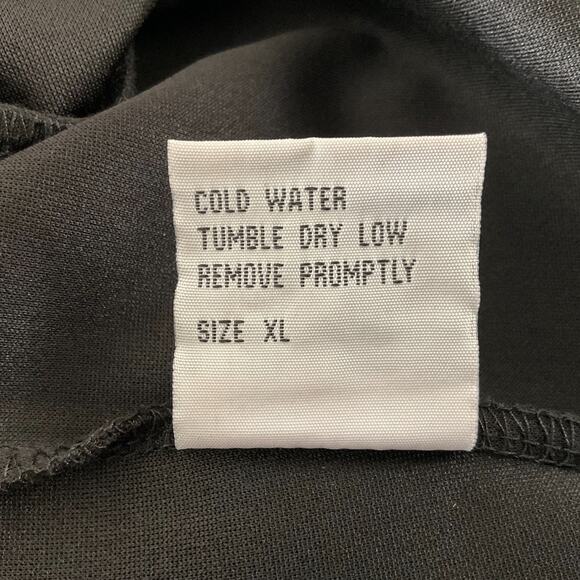 COLD WATER
TUMBLE DRY LOW
REMOVE PROMPTLY
SIZE XL